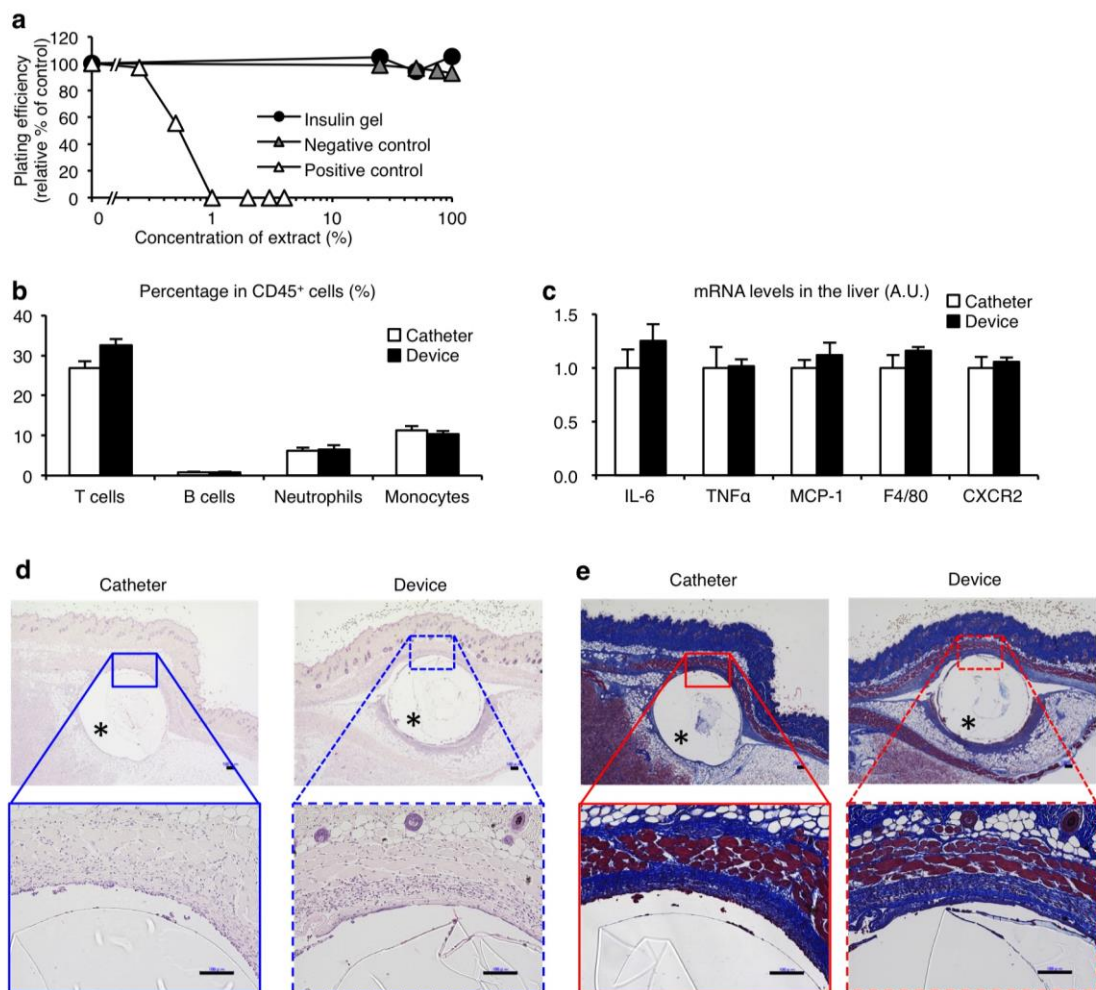 a
120
100
80
60
40
20
0
Plating efficiency
(relative % of control)
Insulin gel
Negative control
Positive control
0 1 10 100
Concentration of extract (%)
b
Percentage in CD45⁺ cells (%)
40
30
20
10
0
Catheter
Device
T cells B cells Neutrophils Monocytes
c
mRNA levels in the liver (A.U.)
1.5
1.0
0.5
0.0
Catheter
Device
IL-6 TNFα MCP-1 F4/80 CXCR2
d
Catheter Device
*
*
e
Catheter Device
*
*